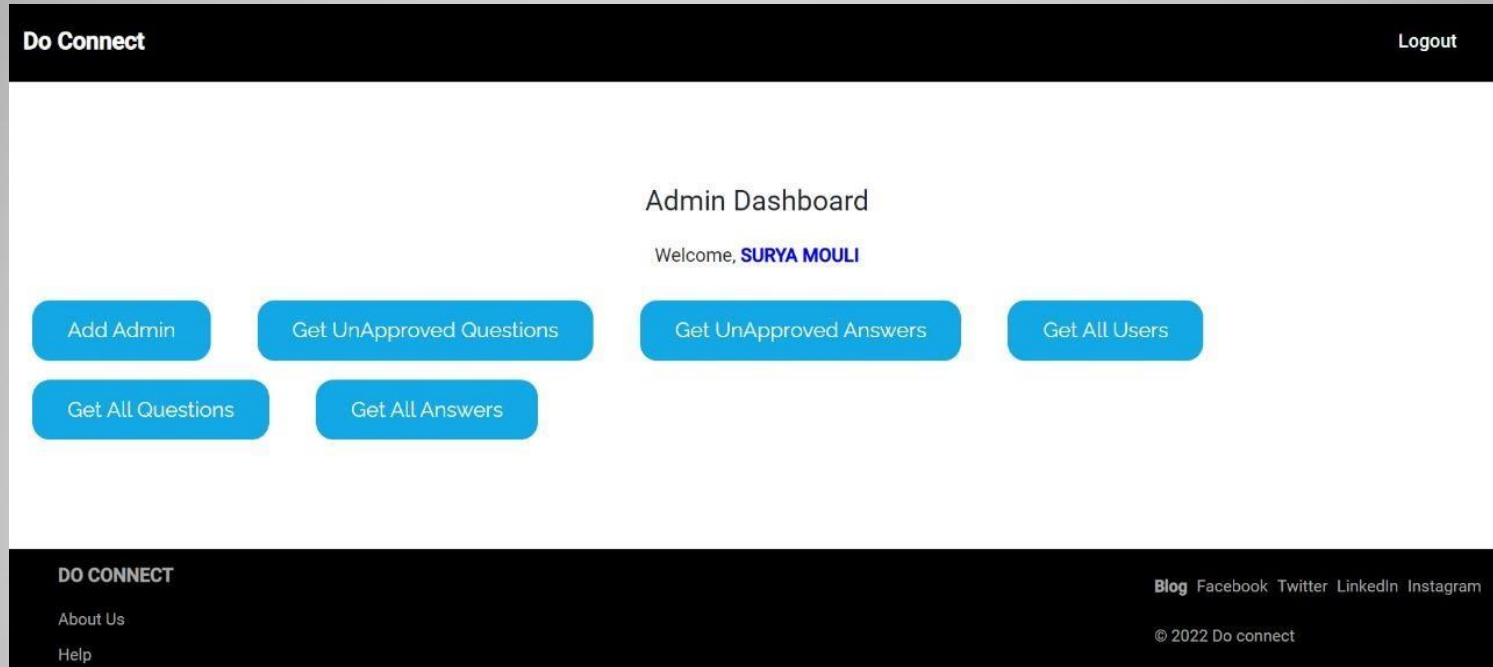 Do Connect Logout
Admin Dashboard
Welcome, SURYA MOULI
Add Admin Get UnApproved Questions Get UnApproved Answers Get All Users
Get All Questions Get All Answers
DO CONNECT
Blog Facebook Twitter LinkedIn Instagram
About Us
© 2022 Do connect
Help